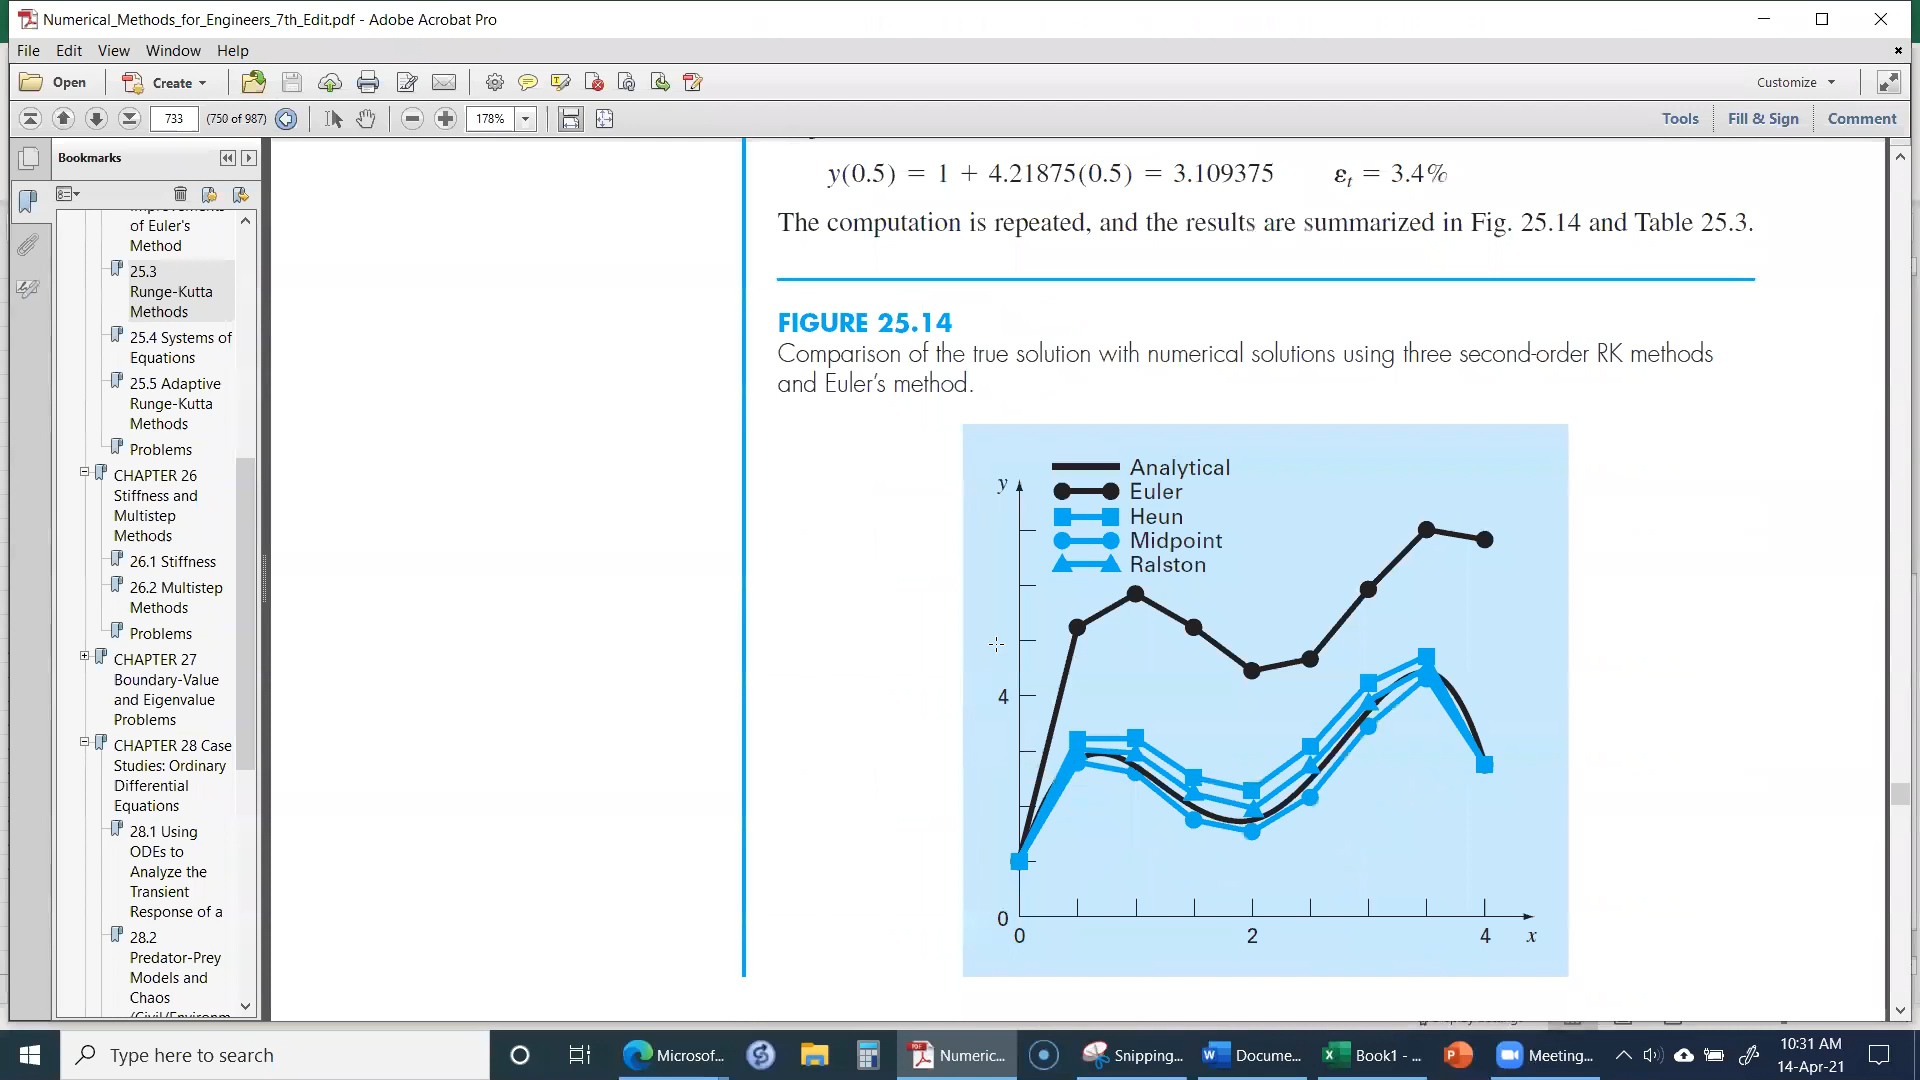 Numerical_Methods_for_Engineers_7th_Edit.pdf - Adobe Acrobat Pro
File Edit View Window Help
Open Create Customize
733 (750 of 987) 178% Tools Fill & Sign Comment
Bookmarks
of Euler's
Method
25.3
Runge-Kutta
Methods
25.4 Systems of
Equations
25.5 Adaptive
Runge-Kutta
Methods
Problems
CHAPTER 26
Stiffness and
Multistep
Methods
26.1 Stiffness
26.2 Multistep
Methods
Problems
CHAPTER 27
Boundary-Value
and Eigenvalue
Problems
CHAPTER 28 Case
Studies: Ordinary
Differential
Equations
28.1 Using
ODEs to
Analyze the
Transient
Response of a
28.2
Predator-Prey
Models and
Chaos
y(0.5) = 1 + 4.21875(0.5) = 3.109375 εt = 3.4%
The computation is repeated, and the results are summarized in Fig. 25.14 and Table 25.3.
FIGURE 25.14
Comparison of the true solution with numerical solutions using three second-order RK methods
and Euler's method.
Analytical
Euler
Heun
Midpoint
Ralston
y
4
0
0 2 4 x
Type here to search
Microsof...
Numeric...
Snipping...
Docume...
Book1 - ...
Meeting...
10:31 AM
14-Apr-21